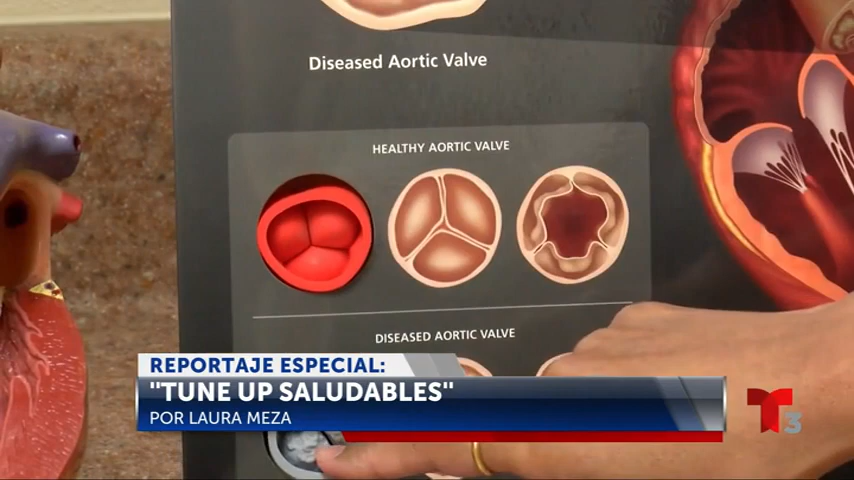 Diseased Aortic Valve
HEALTHY AORTIC VALVE
DISEASED AORTIC VALVE
REPORTAJE ESPECIAL:
"TUNE UP SALUDABLES"
POR LAURA MEZA
T3